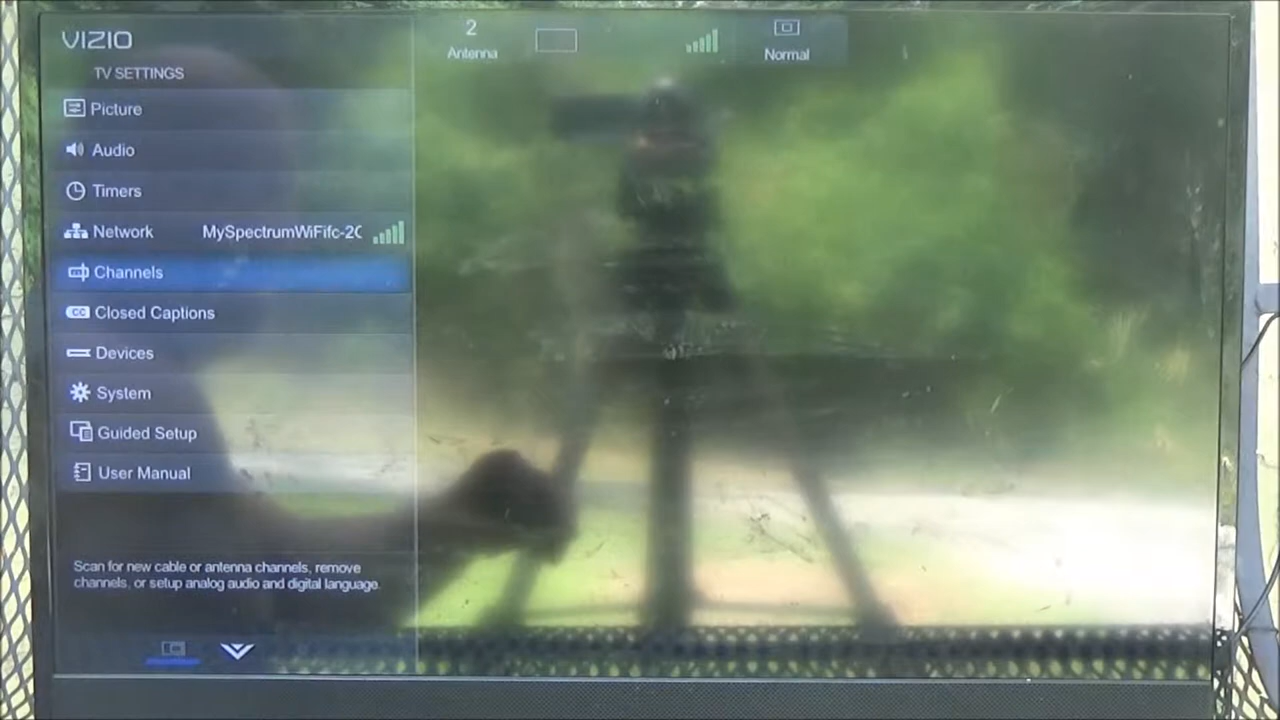 VIZIO
2
Antenna
Normal
TV SETTINGS
Picture
Audio
Timers
Network MySpectrumWiFifc-2C
Channels
CC Closed Captions
Devices
System
Guided Setup
User Manual
Scan for new cable or antenna channels, remove
channels, or setup analog audio and digital language.